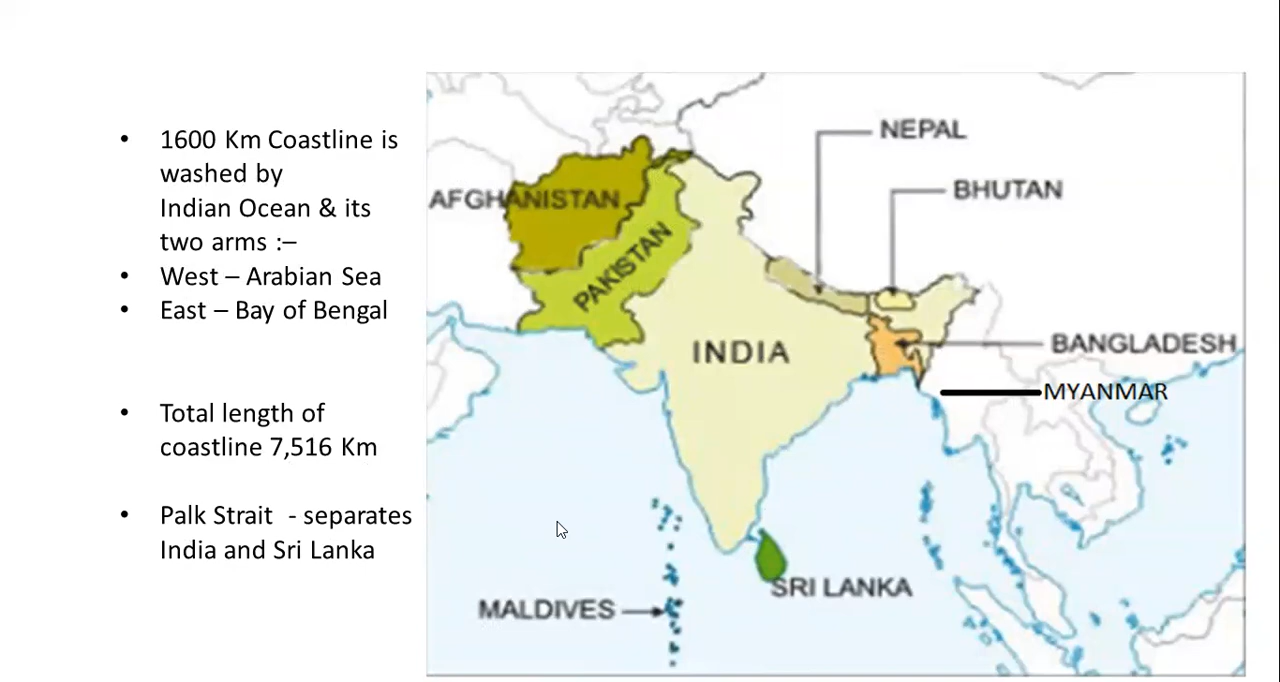 • 1600 Km Coastline is
washed by
Indian Ocean & its
two arms :–
• West – Arabian Sea
• East – Bay of Bengal
• Total length of
coastline 7,516 Km
• Palk Strait - separates
India and Sri Lanka
NEPAL
BHUTAN
AFGHANISTAN
PAKISTAN
INDIA
BANGLADESH
MYANMAR
SRI LANKA
MALDIVES